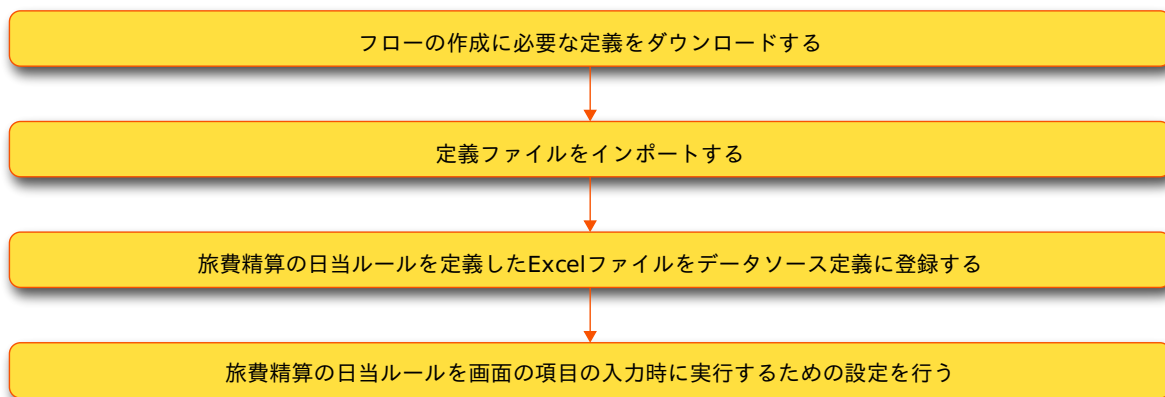 フローの作成に必要な定義をダウンロードする
定義ファイルをインポートする
旅費精算の日当ルールを定義したExcelファイルをデータソース定義に登録する
旅費精算の日当ルールを画面の項目の入力時に実行するための設定を行う